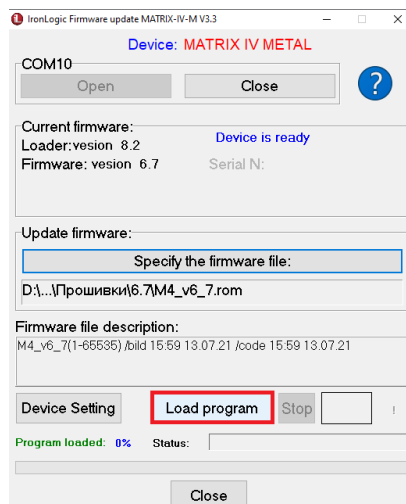 IronLogic Firmware update MATRIX-IV-M V3.3
Device: MATRIX IV METAL
COM10
Open Close ?
Current firmware:
Device is ready
Loader:vesion 8.2
Firmware: vesion 6.7 Serial N:
Update firmware:
Specify the firmware file:
D:\...\Прошивки\6.7\M4_v6_7.rom
Firmware file description:
M4_v6_7(1-65535) /bild 15:59 13.07.21 /code 15:59 13.07.21
Device Setting Load program Stop !
Program loaded: 0% Status:
Close